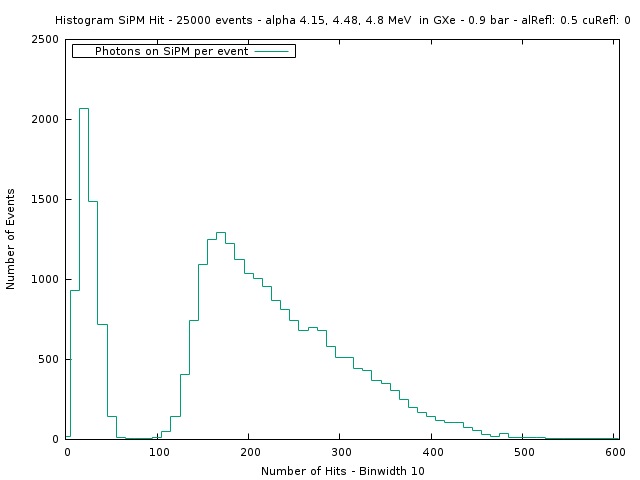 Histogram SiPM Hit - 25000 events - alpha 4.15, 4.48, 4.8 MeV  in GXe - 0.9 bar - alRefl: 0.5 cuRefl: 0
Photons on SiPM per event
2500
2000
1500
1000
500
0
Number of Events
0 100 200 300 400 500 600
Number of Hits - Binwidth 10